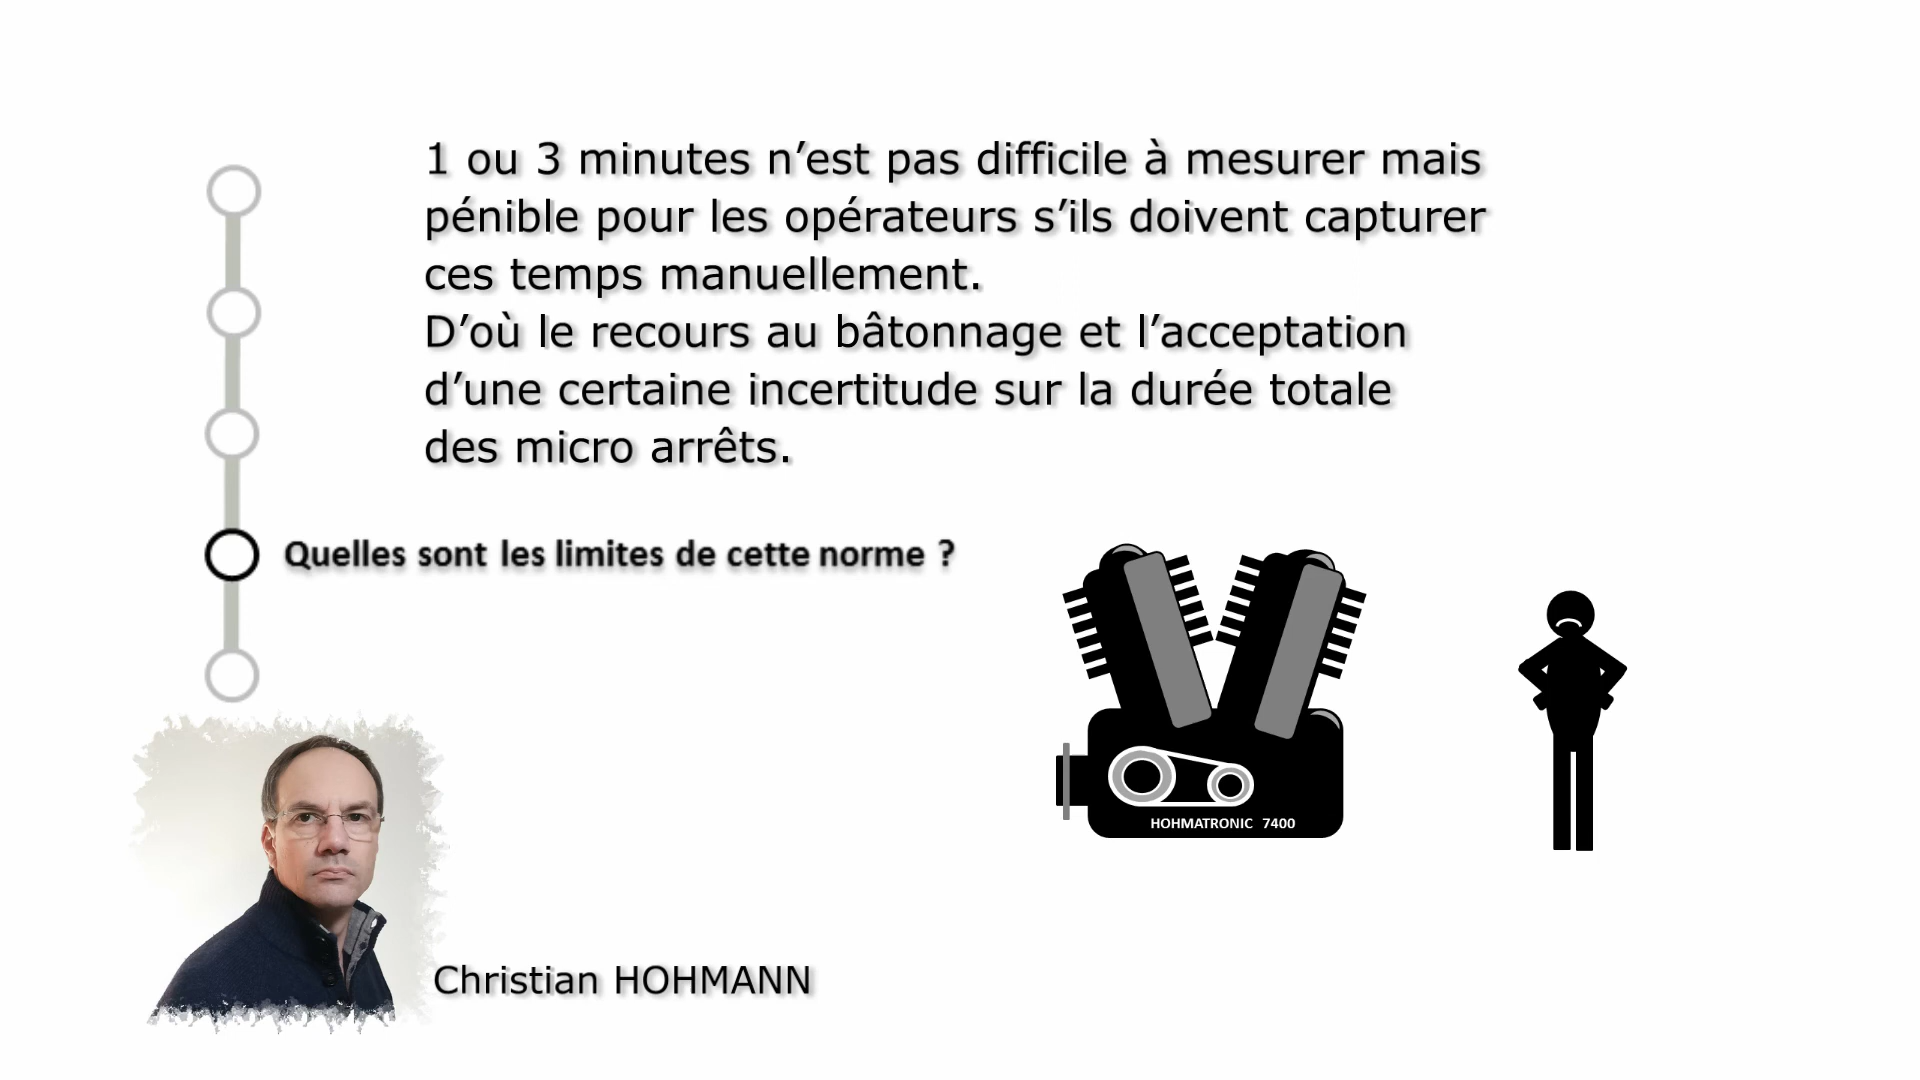 1 ou 3 minutes n’est pas difficile à mesurer mais
pénible pour les opérateurs s’ils doivent capturer
ces temps manuellement.
D’où le recours au bâtonnage et l’acceptation
d’une certaine incertitude sur la durée totale
des micro arrêts.
Quelles sont les limites de cette norme ?
HOHMATRONIC 7400
Christian HOHMANN